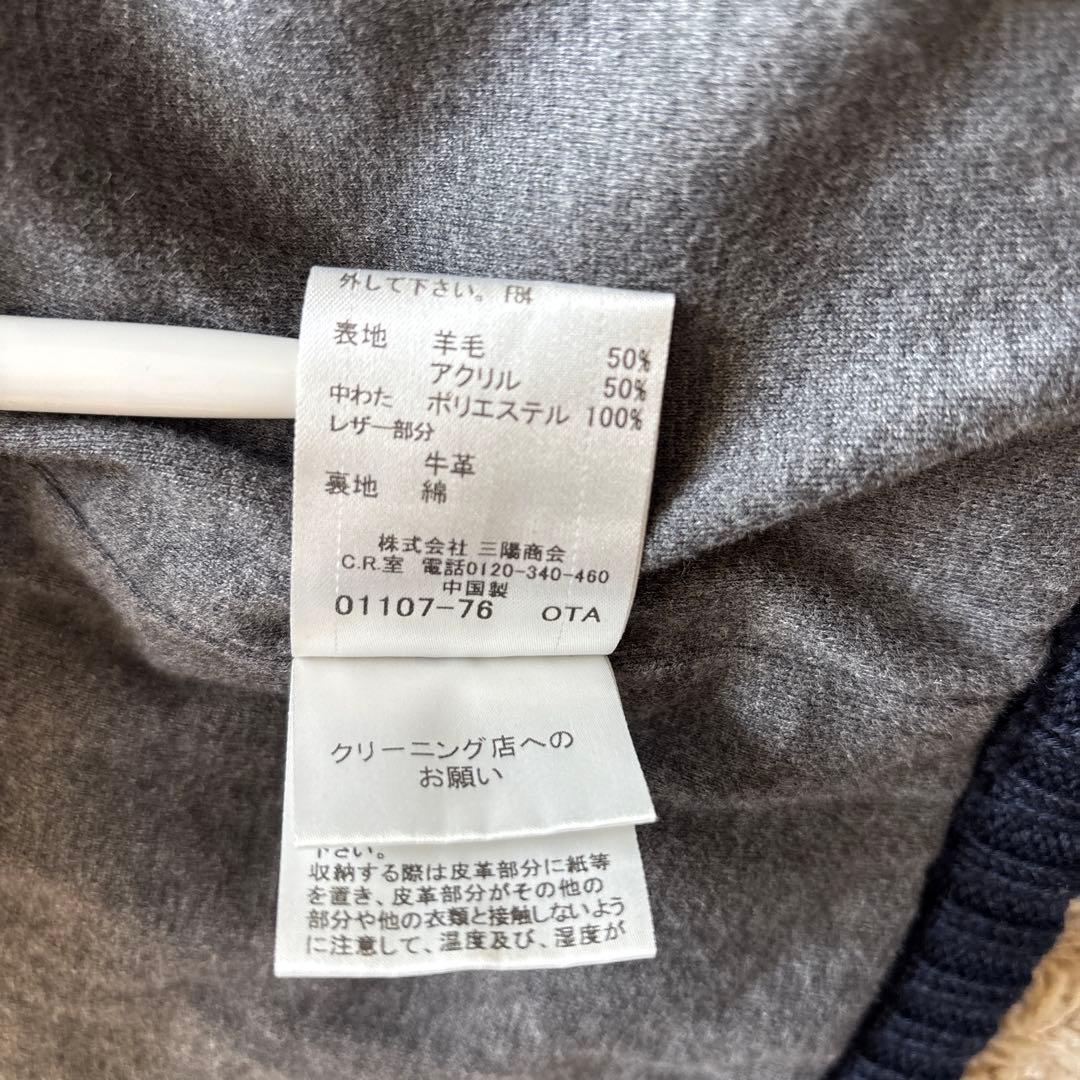 外して下さい。 F84
表地 羊毛 50%
アクリル 50%
中わた ポリエステル 100%
レザー部分
牛革
裏地 綿
株式会社 三陽商会
C.R.室 電話0120-340-460
中国製
01107-76 OTA
クリーニング店への
お願い
下さい。
収納する際は皮革部分に紙等
を置き、皮革部分がその他の
部分や他の衣類と接触しないよう
に注意して、温度及び、湿度が